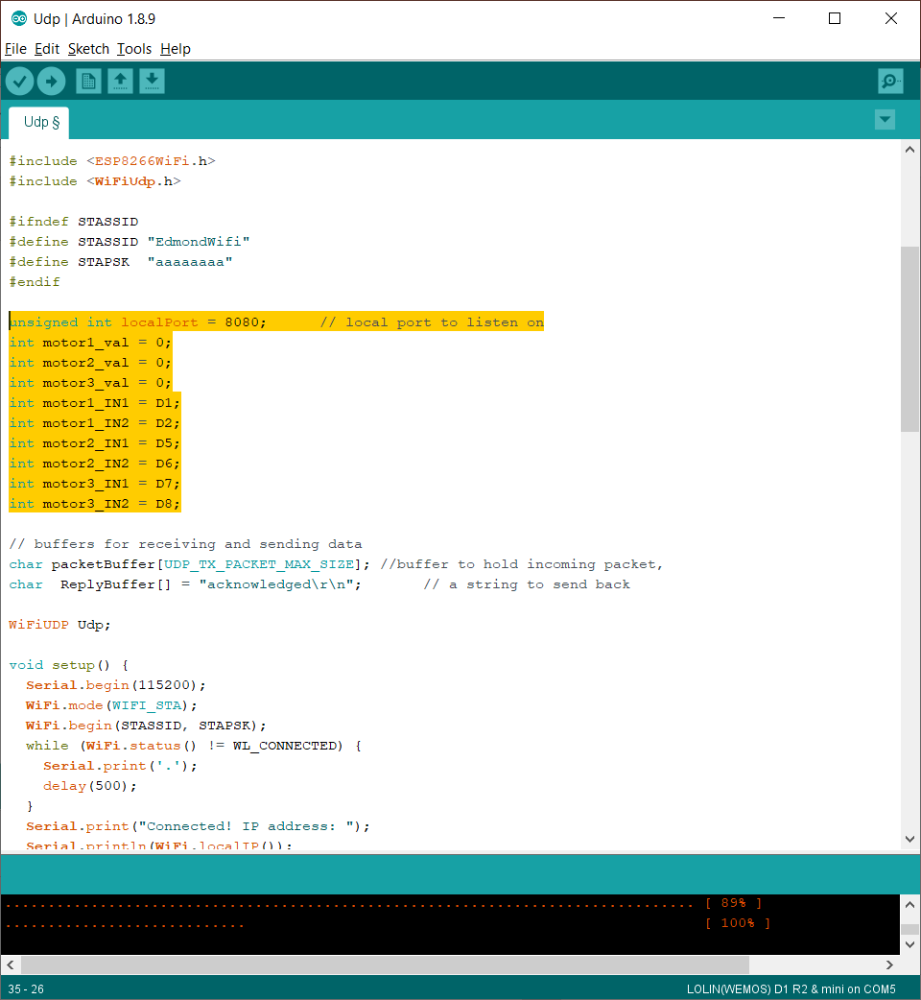 Udp | Arduino 1.8.9
File Edit Sketch Tools Help
Udp §
#include <ESP8266WiFi.h>
#include <WiFiUdp.h>
#ifndef STASSID
#define STASSID "EdmondWifi"
#define STAPSK  "aaaaaaaa"
#endif
unsigned int localPort = 8080;      // local port to listen on
int motor1_val = 0;
int motor2_val = 0;
int motor3_val = 0;
int motor1_IN1 = D1;
int motor1_IN2 = D2;
int motor2_IN1 = D5;
int motor2_IN2 = D6;
int motor3_IN1 = D7;
int motor3_IN2 = D8;
// buffers for receiving and sending data
char packetBuffer[UDP_TX_PACKET_MAX_SIZE]; //buffer to hold incoming packet,
char  ReplyBuffer[] = "acknowledged\r\n";       // a string to send back
WiFiUDP Udp;
void setup() {
  Serial.begin(115200);
  WiFi.mode(WIFI_STA);
  WiFi.begin(STASSID, STAPSK);
  while (WiFi.status() != WL_CONNECTED) {
    Serial.print('.');
    delay(500);
  }
  Serial.print("Connected! IP address: ");
  Serial.println(WiFi.localIP());
................................................................................ [ 89% ]
............................ [ 100% ]
35 - 26
LOLIN(WEMOS) D1 R2 & mini on COM5